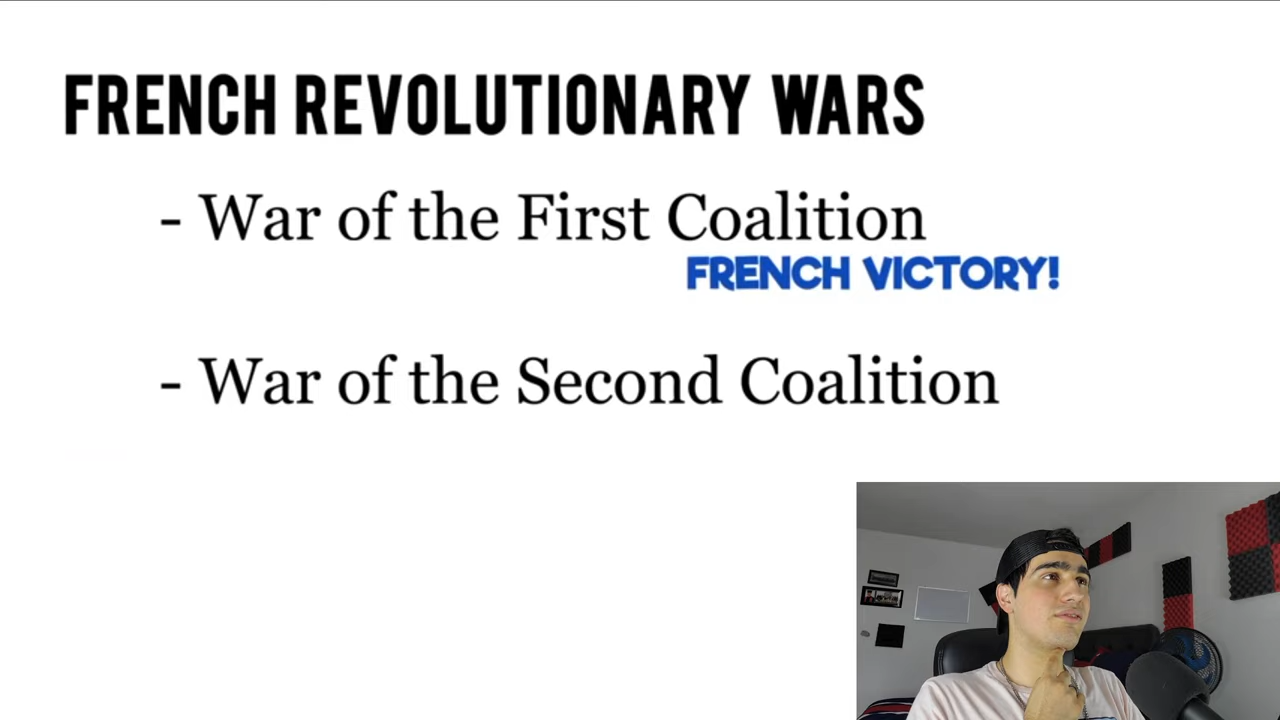 FRENCH REVOLUTIONARY WARS
- War of the First Coalition
FRENCH VICTORY!
- War of the Second Coalition